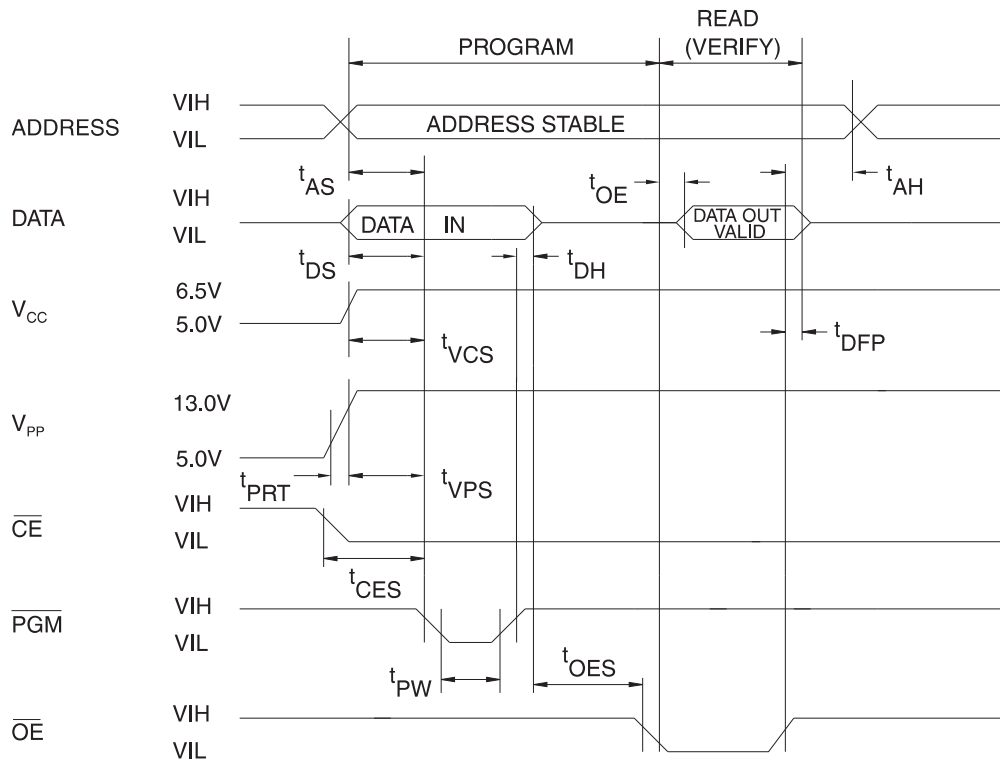 READ
PROGRAM (VERIFY)
ADDRESS VIH
VIL ADDRESS STABLE
tAS tOE tAH
DATA VIH
VIL DATA IN DATA OUT
VALID
tDS tDH
VCC 6.5V
5.0V
tVCS tDFP
VPP 13.0V
5.0V
tPRT tVPS
CE VIH
VIL
tCES
PGM VIH
VIL
tPW tOES
OE VIH
VIL